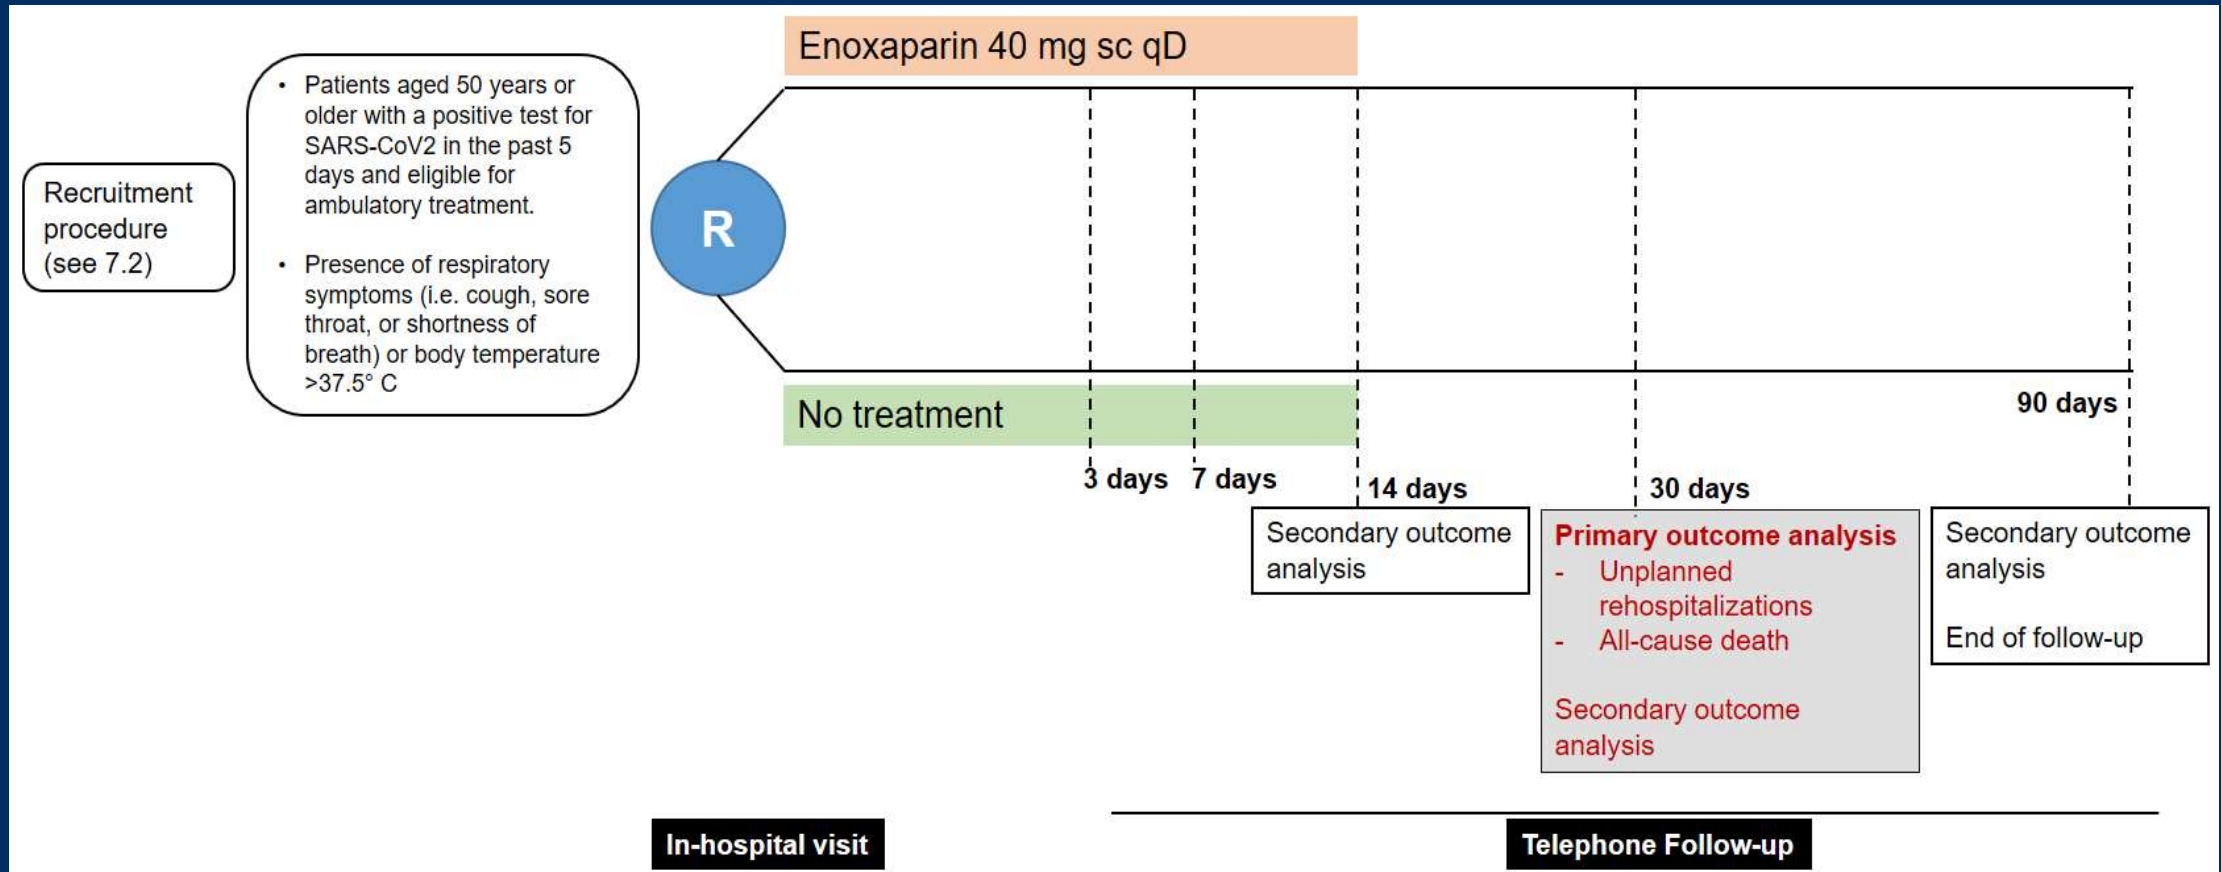 Recruitment
procedure
(see 7.2)
• Patients aged 50 years or
older with a positive test for
SARS-CoV2 in the past 5
days and eligible for
ambulatory treatment.
• Presence of respiratory
symptoms (i.e. cough, sore
throat, or shortness of
breath) or body temperature
>37.5° C
R
Enoxaparin 40 mg sc qD
No treatment
3 days
7 days
14 days
30 days
90 days
Secondary outcome
analysis
Primary outcome analysis
- Unplanned
rehospitalizations
- All-cause death
Secondary outcome
analysis
Secondary outcome
analysis
End of follow-up
In-hospital visit
Telephone Follow-up